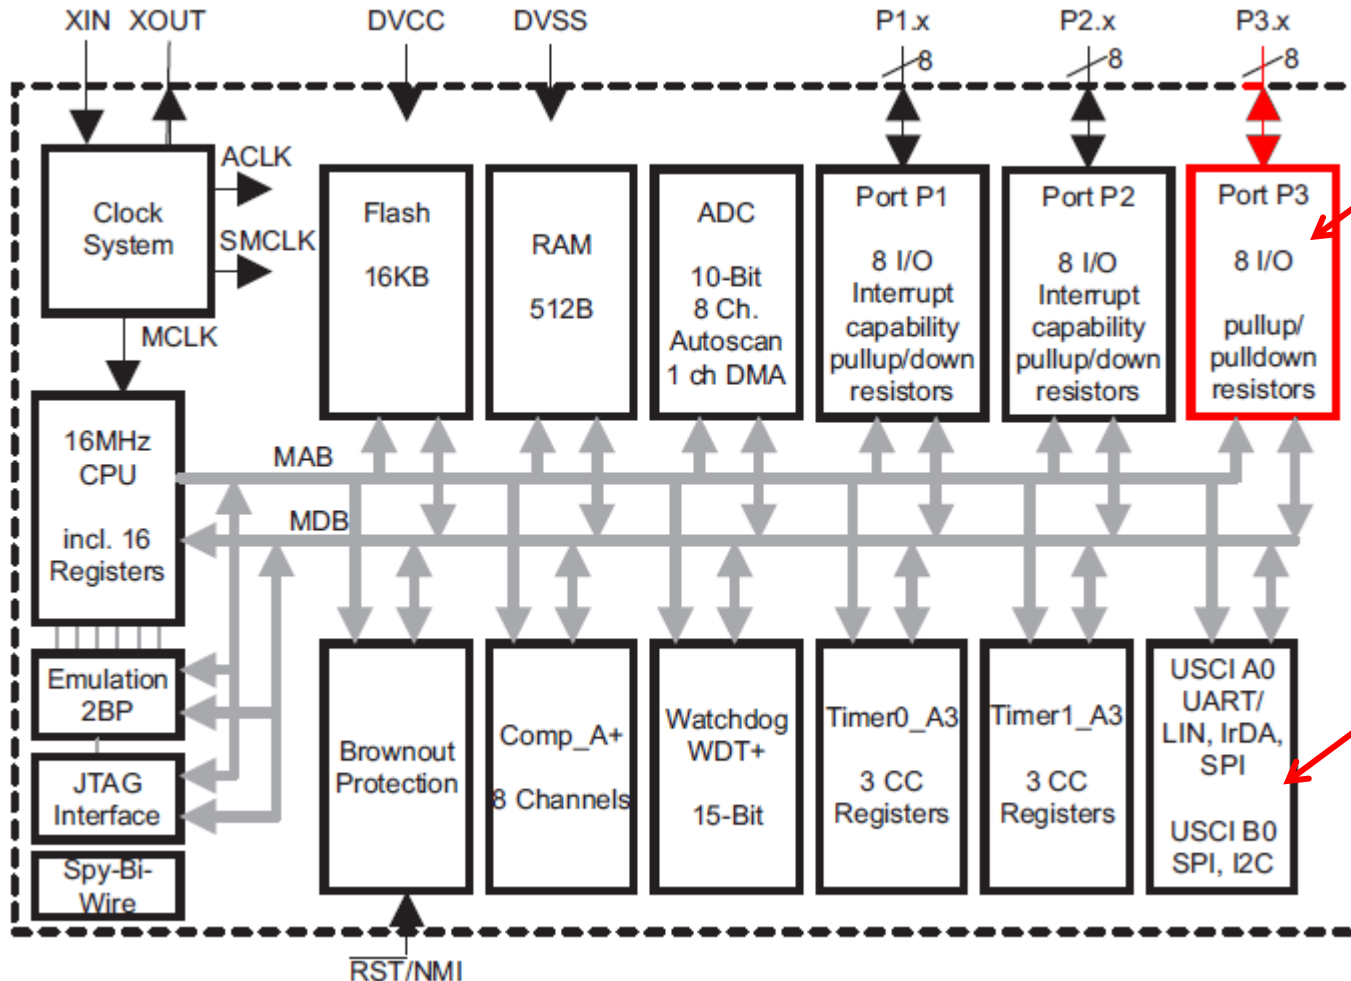 XIN XOUT DVCC DVSS P1.x P2.x P3.x
8 8 8
Clock
System
ACLK
SMCLK
MCLK
Flash
16KB
RAM
512B
ADC
10-Bit
8 Ch.
Autoscan
1 ch DMA
Port P1
8 I/O
Interrupt
capability
pullup/down
resistors
Port P2
8 I/O
Interrupt
capability
pullup/down
resistors
Port P3
8 I/O
pullup/
pulldown
resistors
16MHz
CPU
incl. 16
Registers
MAB
MDB
Emulation
2BP
JTAG
Interface
Spy-Bi-
Wire
Brownout
Protection
Comp_A+
8 Channels
Watchdog
WDT+
15-Bit
Timer0_A3
3 CC
Registers
Timer1_A3
3 CC
Registers
USCI A0
UART/
LIN, IrDA,
SPI
USCI B0
SPI, I2C
RST/NMI